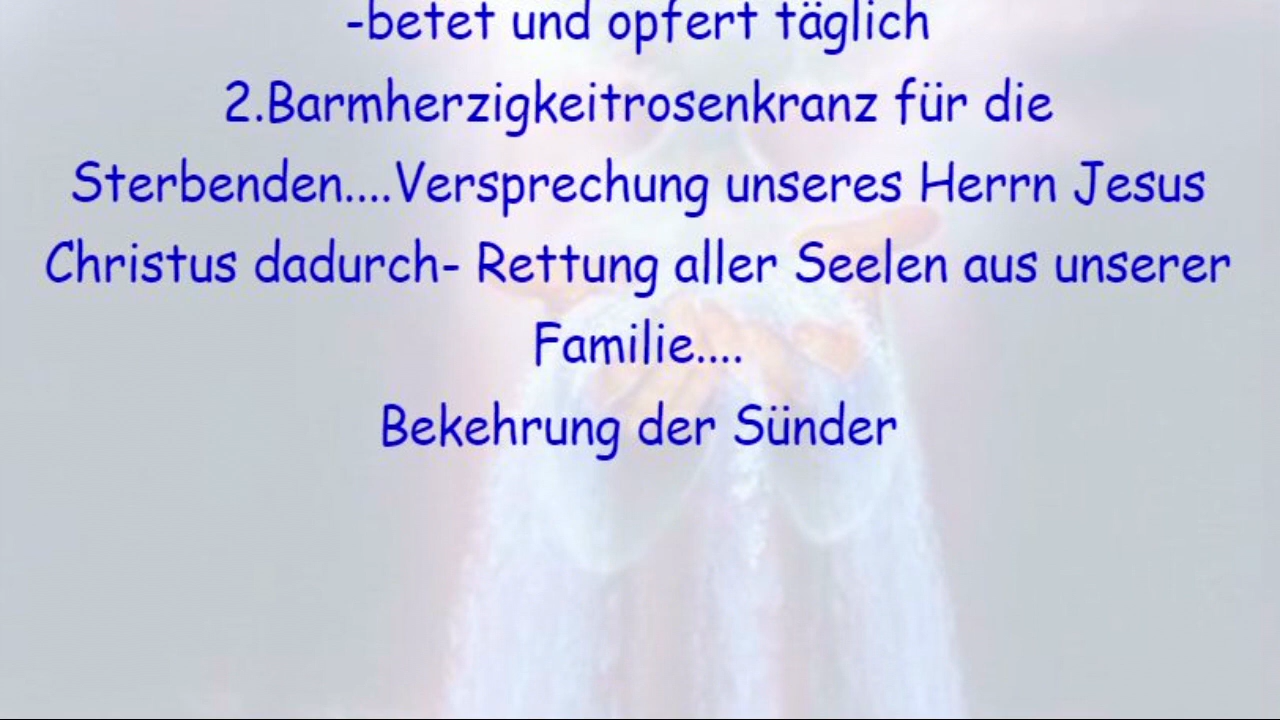 -betet und opfert täglich
2.Barmherzigkeitrosenkranz für die
Sterbenden....Versprechung unseres Herrn Jesus
Christus dadurch- Rettung aller Seelen aus unserer
Familie....
Bekehrung der Sünder